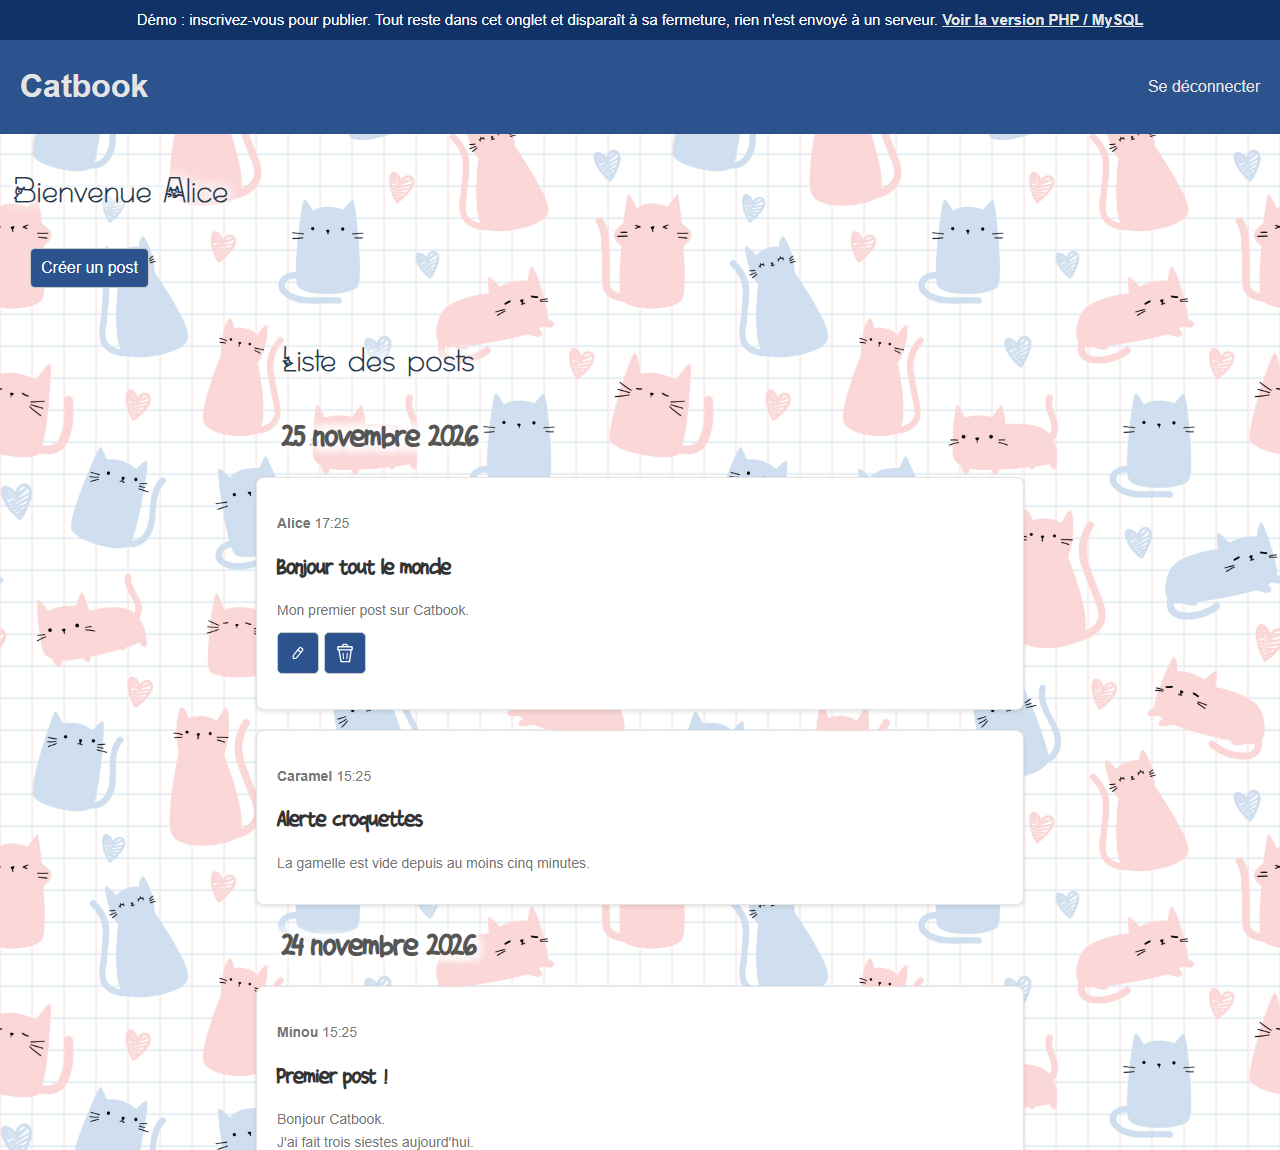 Démo : inscrivez-vous pour publier. Tout reste dans cet onglet et disparaît à sa fermeture, rien n'est envoyé à un serveur. Voir la version PHP / MySQL
Catbook
Se déconnecter
Bienvenue Alice
Créer un post
Liste des posts
25 novembre 2026
Alice 17:25
Bonjour tout le monde
Mon premier post sur Catbook.
Caramel 15:25
Alerte croquettes
La gamelle est vide depuis au moins cinq minutes.
24 novembre 2026
Minou 15:25
Premier post !
Bonjour Catbook.
J'ai fait trois siestes aujourd'hui.